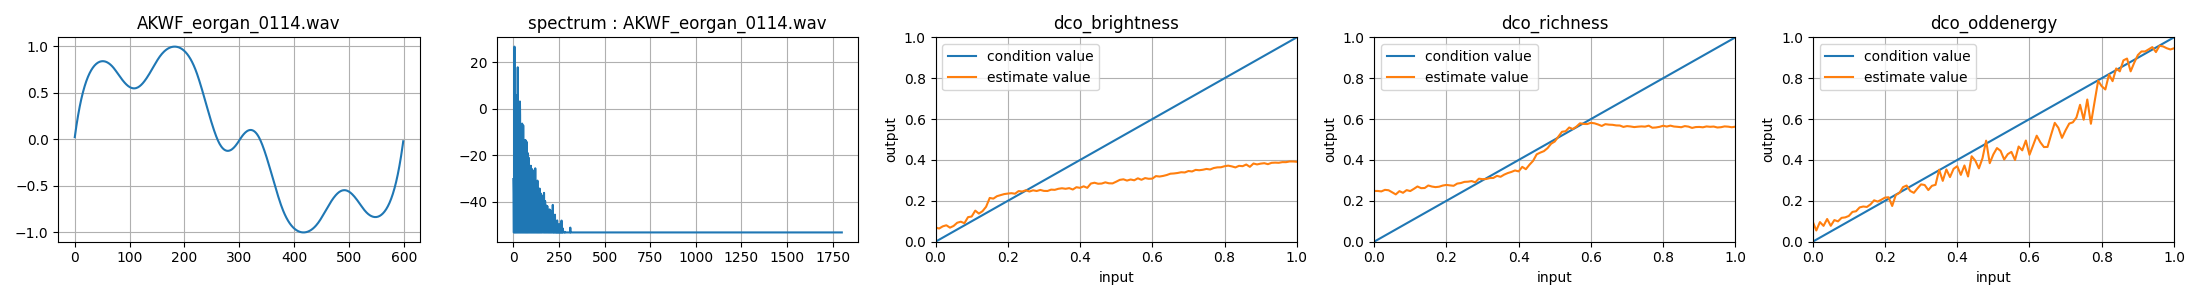 AKWF_eorgan_0114.wav
1.0
0.5
0.0
−0.5
−1.0
0 100 200 300 400 500 600
spectrum : AKWF_eorgan_0114.wav
20
0
−20
−40
0 250 500 750 1000 1250 1500 1750
dco_brightness
condition value
estimate value
output
1.0
0.8
0.6
0.4
0.2
0.0
0.0 0.2 0.4 0.6 0.8 1.0
input
dco_richness
condition value
estimate value
output
1.0
0.8
0.6
0.4
0.2
0.0
0.0 0.2 0.4 0.6 0.8 1.0
input
dco_oddenergy
condition value
estimate value
output
1.0
0.8
0.6
0.4
0.2
0.0
0.0 0.2 0.4 0.6 0.8 1.0
input